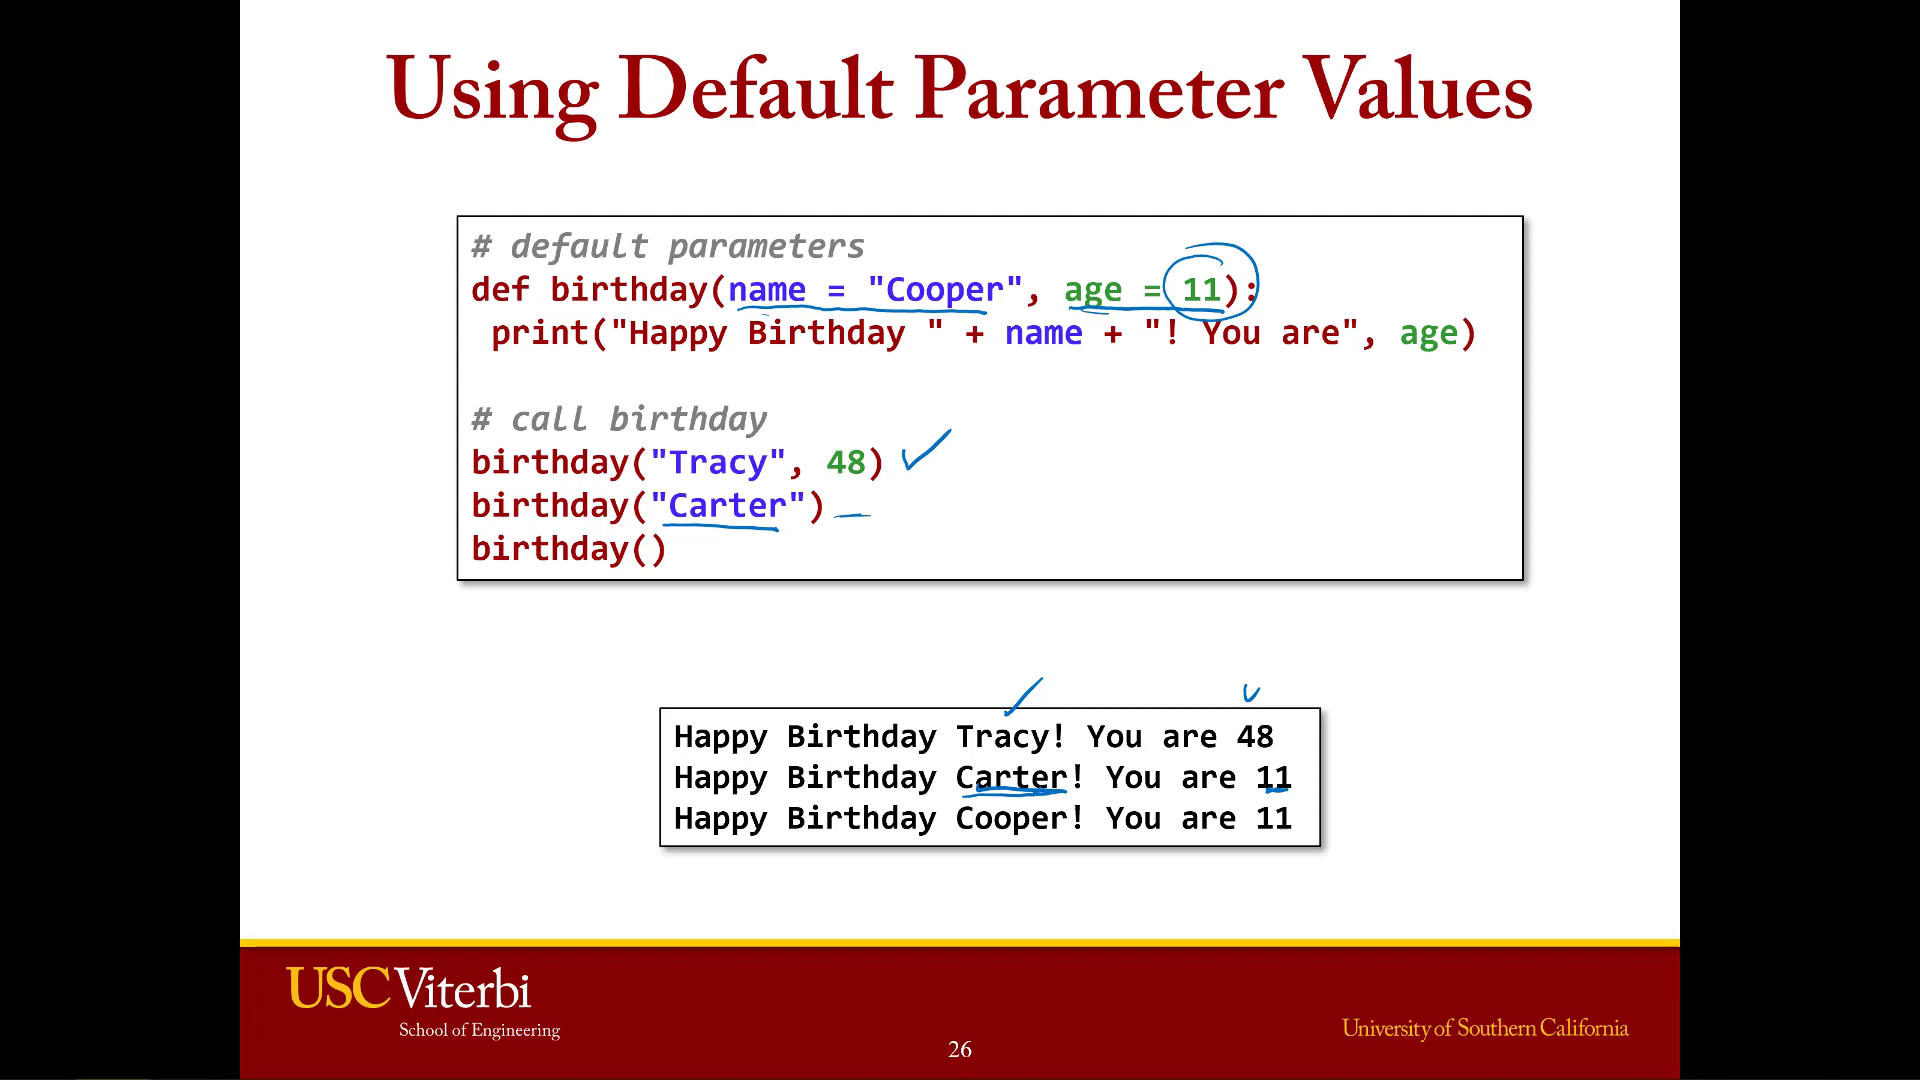 Using Default Parameter Values
# default parameters
def birthday(name = "Cooper", age = 11):
 print("Happy Birthday " + name + "! You are", age)
# call birthday
birthday("Tracy", 48)
birthday("Carter")
birthday()
Happy Birthday Tracy! You are 48
Happy Birthday Carter! You are 11
Happy Birthday Cooper! You are 11
USC Viterbi
School of Engineering
University of Southern California
26